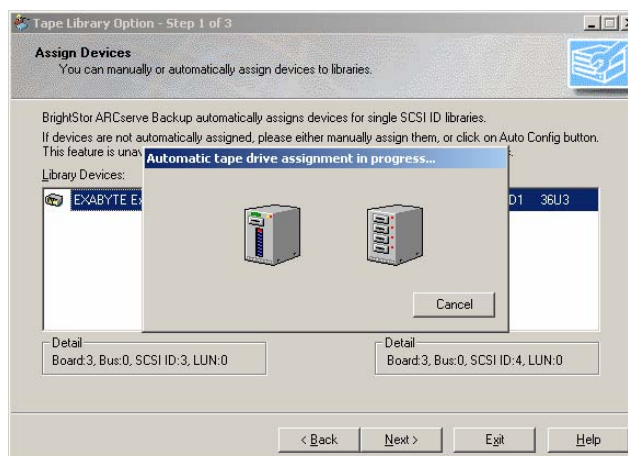 Tape Library Option - Step 1 of 3
Assign Devices
You can manually or automatically assign devices to libraries.
BrightStor ARCserve Backup automatically assigns devices for single SCSI ID libraries.
If devices are not automatically assigned, please either manually assign them, or click on Auto Config button.
This feature is
Automatic tape drive assignment in progress...
Library Devices:
EXABYTE
D1 36U3
Cancel
Detail
Board:3, Bus:0, SCSI ID:3, LUN:0
Detail
Board:3, Bus:0, SCSI ID:4, LUN:0
< Back
Next >
Exit
Help